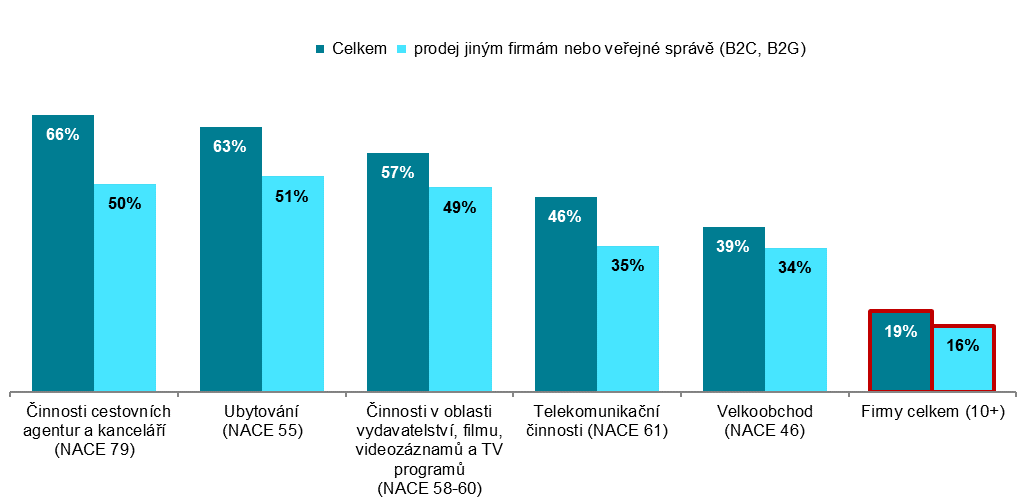 Celkem prodej jiným firmám nebo veřejné správě (B2C, B2G)
66%
50%
63%
51%
57%
49%
46%
35%
39%
34%
19%
16%
Činnosti cestovních
agentur a kanceláří
(NACE 79)
Ubytování
(NACE 55)
Činnosti v oblasti
vydavatelství, filmu,
videozáznamů a TV
programů
(NACE 58-60)
Telekomunikační
činnosti (NACE 61)
Velkoobchod
(NACE 46)
Firmy celkem (10+)